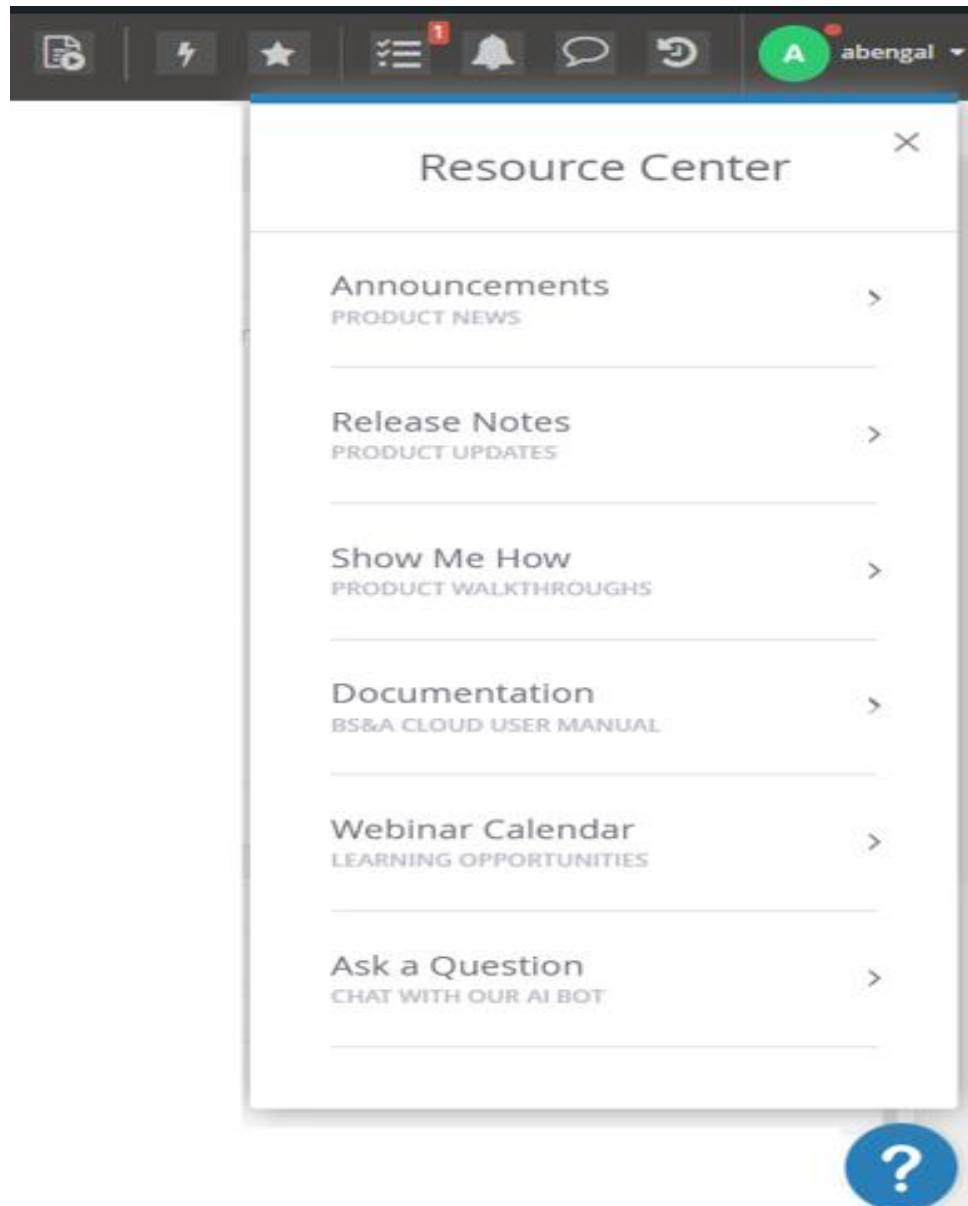 1
A
abengal
Resource Center
Announcements
PRODUCT NEWS
Release Notes
PRODUCT UPDATES
Show Me How
PRODUCT WALKTHROUGHS
Documentation
BS&A CLOUD USER MANUAL
Webinar Calendar
LEARNING OPPORTUNITIES
Ask a Question
CHAT WITH OUR AI BOT
?